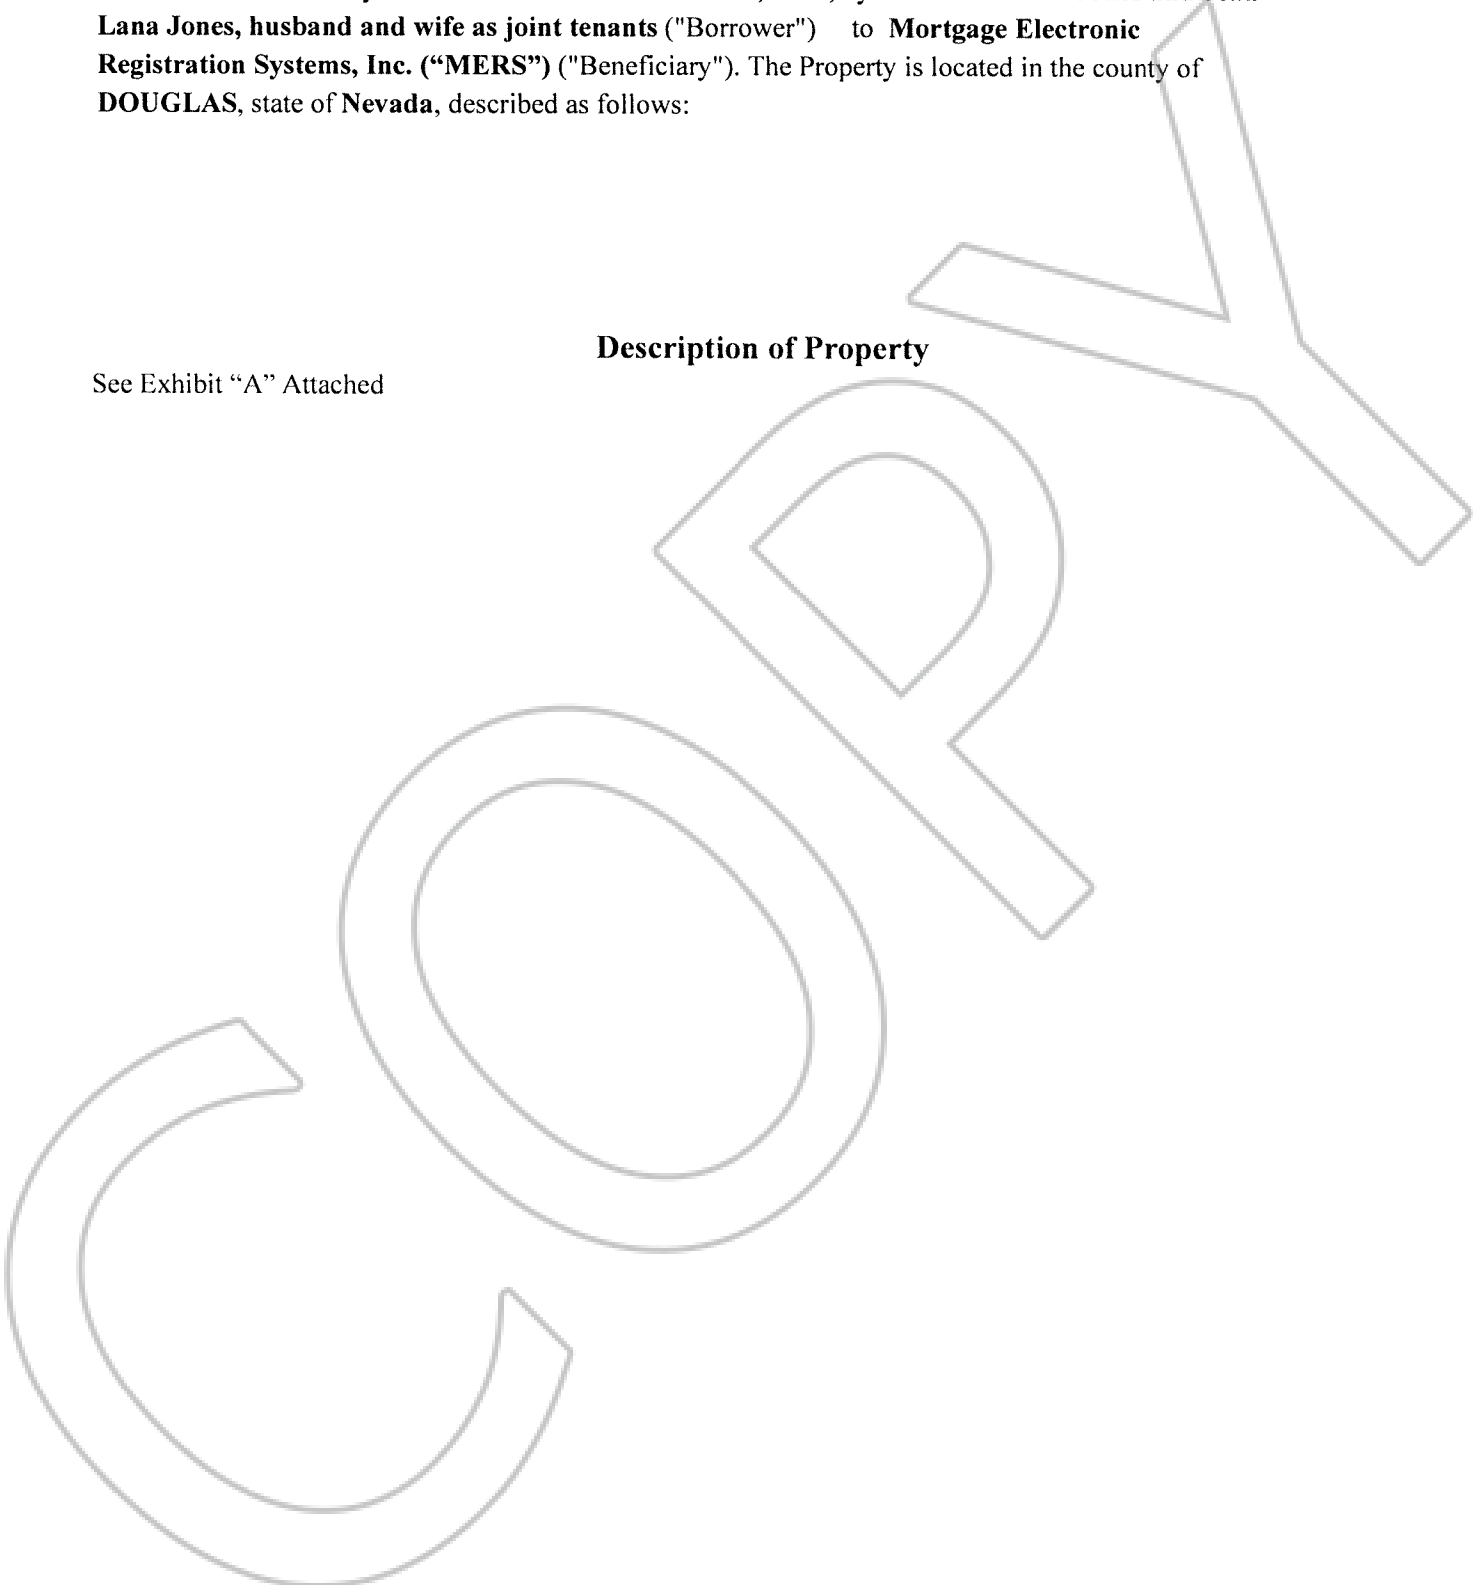 Lana Jones, husband and wife as joint tenants ("Borrower") to Mortgage Electronic
Registration Systems, Inc. (“MERS”) ("Beneficiary"). The Property is located in the county of
DOUGLAS, state of Nevada, described as follows:
Description of Property
See Exhibit “A” Attached
COPY